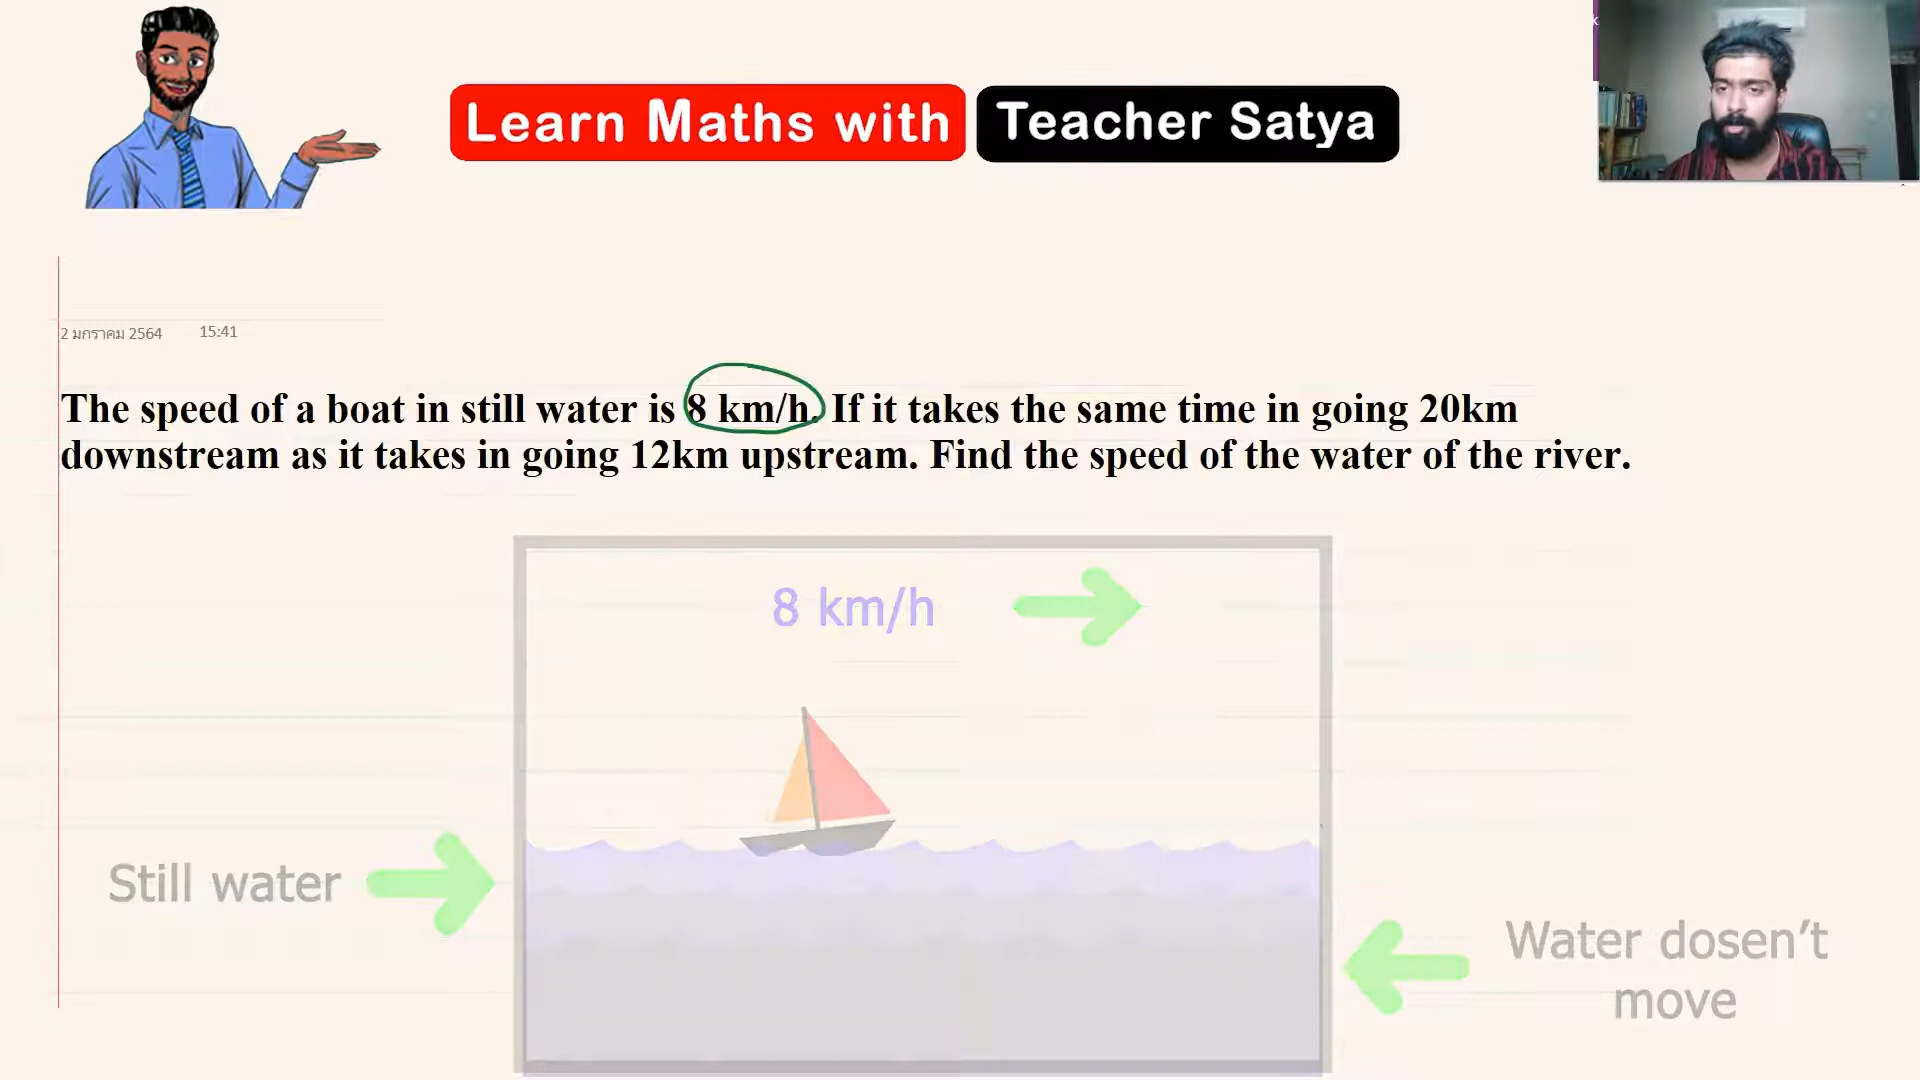 Learn Maths with Teacher Satya
2 มกราคม 2564 15:41
The speed of a boat in still water is 8 km/h. If it takes the same time in going 20km
downstream as it takes in going 12km upstream. Find the speed of the water of the river.
8 km/h
Still water
Water dosen't
move